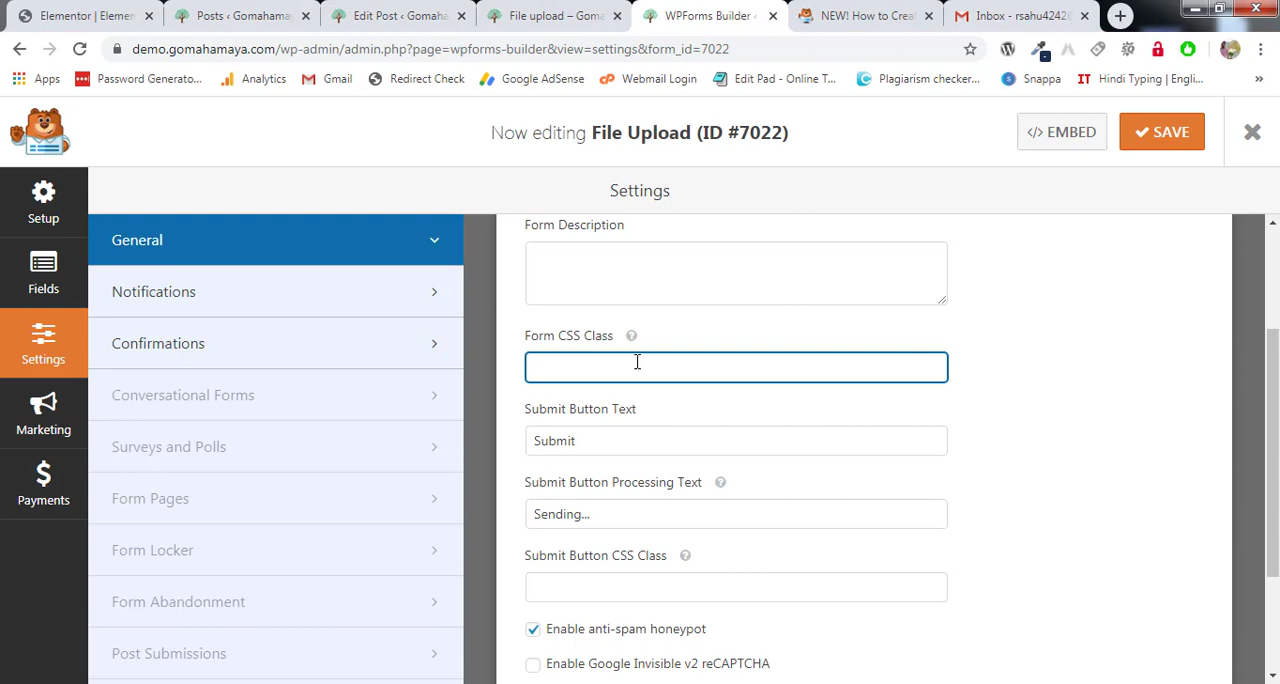 Elementor | Elemen
Posts ‹ Gomahamay
Edit Post ‹ Gomaha
File upload – Goma
WPForms Builder ‹
NEW! How to Crea
Inbox - rsahu4242
demo.gomahamaya.com/wp-admin/admin.php?page=wpforms-builder&view=settings&form_id=7022
Apps
Password Generato...
Analytics
Gmail
Redirect Check
Google AdSense
Webmail Login
Edit Pad - Online T...
Plagiarism checker...
Snappa
IT Hindi Typing | Engli...
»
Now editing File Upload (ID #7022)
</> EMBED
SAVE
Settings
Setup
Fields
Settings
Marketing
Payments
General
Notifications
Confirmations
Conversational Forms
Surveys and Polls
Form Pages
Form Locker
Form Abandonment
Post Submissions
Form Description
Form CSS Class
Submit Button Text
Submit
Submit Button Processing Text
Sending...
Submit Button CSS Class
Enable anti-spam honeypot
Enable Google Invisible v2 reCAPTCHA